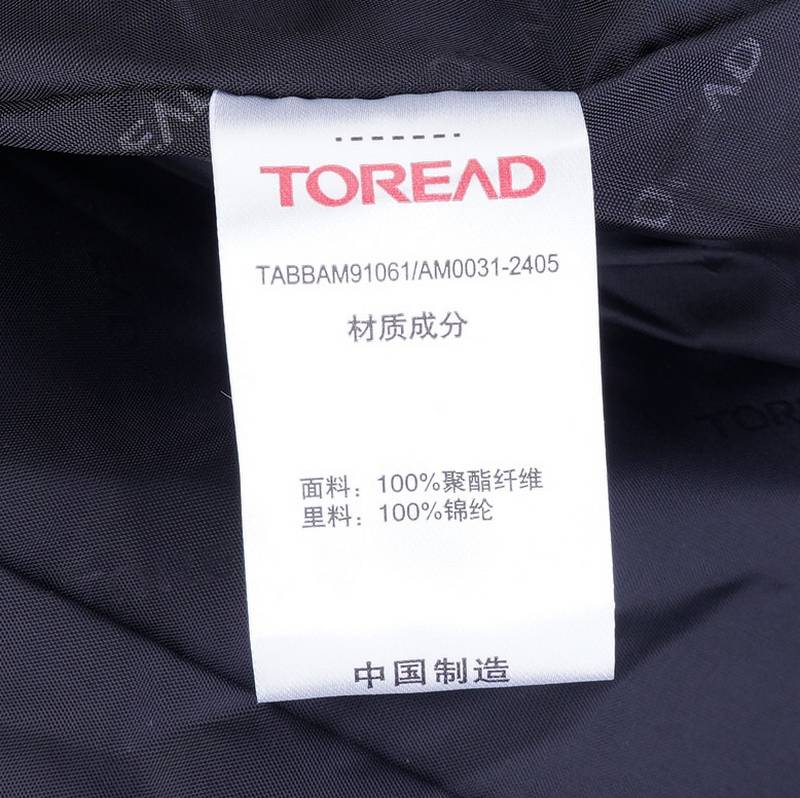 TOREAD
TABBAM91061/AM0031-2405
材质成分
面料：100%聚酯纤维
里料：100%锦纶
中国制造